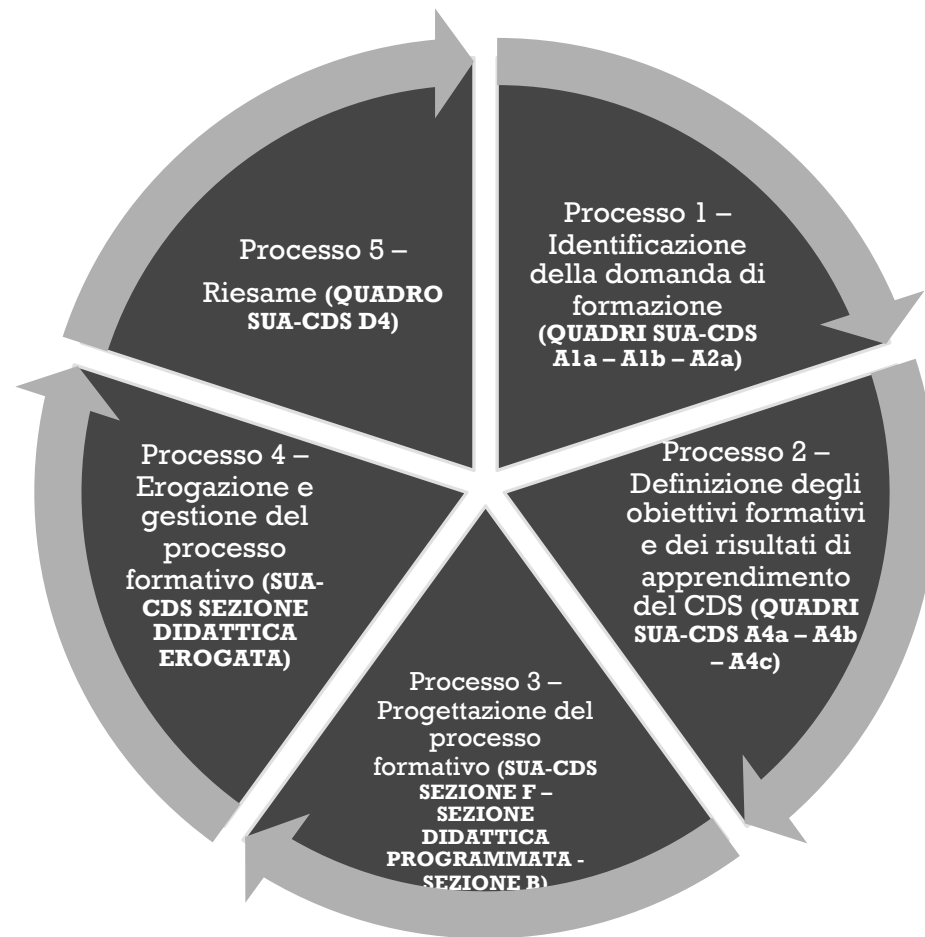 Processo 1 –
Identificazione
della domanda di
formazione
(QUADRI SUA-CDS
A1a – A1b – A2a)
Processo 2 –
Definizione degli
obiettivi formativi
e dei risultati di
apprendimento
del CDS (QUADRI
SUA-CDS A4a – A4b
– A4c)
Processo 3 –
Progettazione del
processo
formativo (SUA-CDS
SEZIONE F –
SEZIONE
DIDATTICA
PROGRAMMATA -
SEZIONE B)
Processo 4 –
Erogazione e
gestione del
processo
formativo (SUA-
CDS SEZIONE
DIDATTICA
EROGATA)
Processo 5 –
Riesame (QUADRO
SUA-CDS D4)